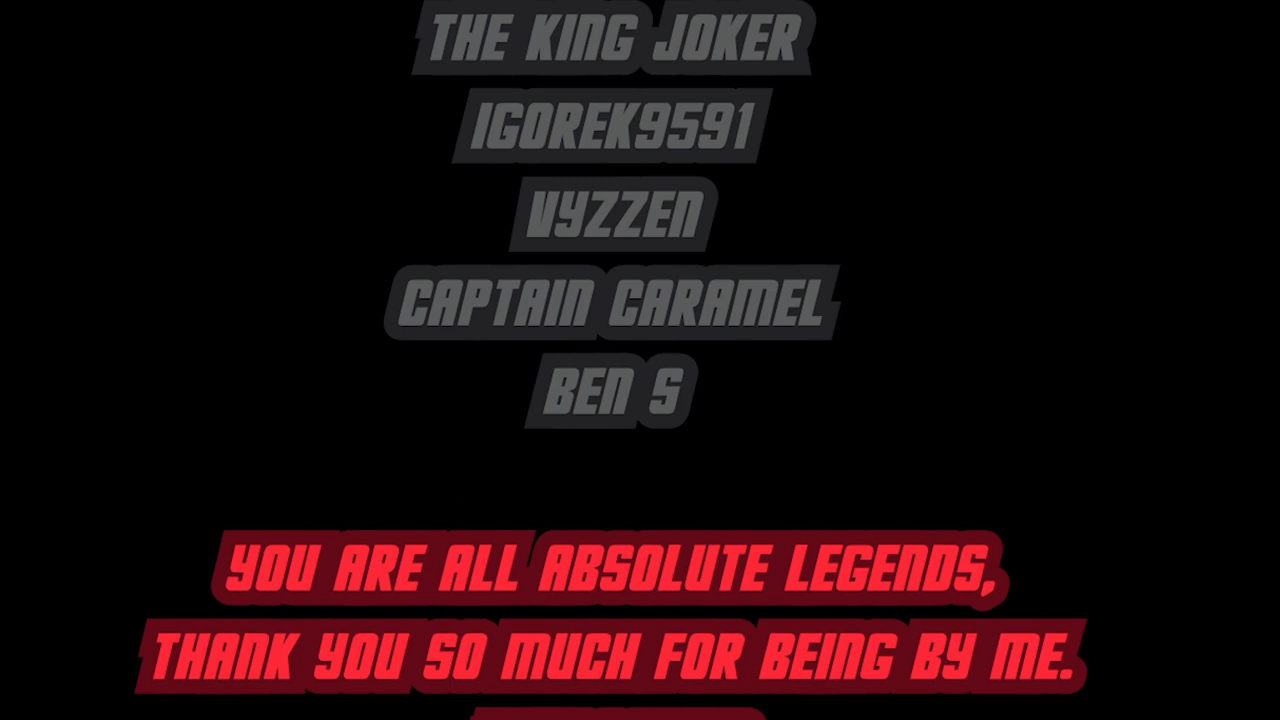 THE KING JOKER
IGOREK9591
VYZZEN
CAPTAIN CARAMEL
BEN S
YOU ARE ALL ABSOLUTE LEGENDS,
THANK YOU SO MUCH FOR BEING BY ME.